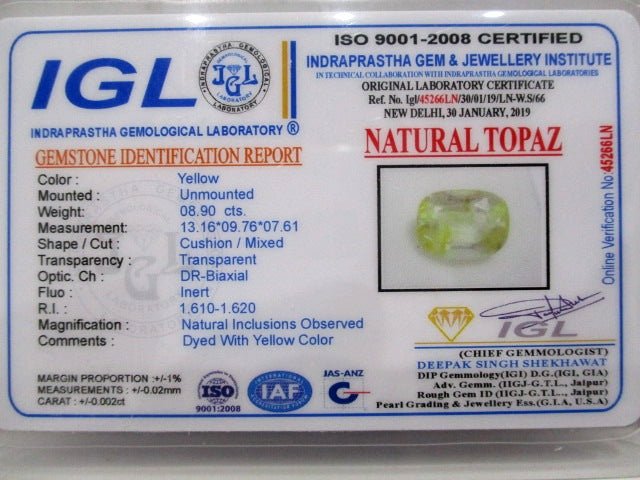 IGL
INDRAPRASTHA GEMOLOGICAL LABORATORY
IGL
INDRAPRASTHA GEMOLOGICAL LABORATORY ®
GEMSTONE IDENTIFICATION REPORT
Color : Yellow
Mounted : Unmounted
Weight: 08.90 cts.
Measurement: 13.16*09.76*07.61
Shape / Cut : Cushion / Mixed
Transparency : Transparent
Optic. Ch : DR-Biaxial
Fluo : Inert
R.I. : 1.610-1.620
Magnification : Natural Inclusions Observed
Comments : Dyed With Yellow Color
MARGIN PROPORTION :+/-1%
MEASUREMENTS : +/-0.02mm
CARAT : +/-0.002ct
ISO
9001:2008
IAF
JAS-ANZ
ISO 9001-2008 CERTIFIED
INDRAPRASTHA GEM & JEWELLERY INSTITUTE
IN TECHNICAL COLLABORATION WITH INDRAPRASTHA GEMOLOGICAL LABORATORIES
ORIGINAL LABORATORY CERTIFICATE
Ref. No. Igl/45266LN/30/01/19/LN-W.S/66
NEW DELHI, 30 JANUARY, 2019
NATURAL TOPAZ
Online Verification No:45266LN
IGL
(CHIEF GEMMOLOGIST)
DEEPAK SINGH SHEKHAWAT
DIP Gemmology(IGI) D.G.(IGL, GIA)
Adv. Gemm. (IIGJ-G.T.L., Jaipur)
Rough Gem ID (IIGJ-G.T.L., Jaipur)
Pearl Grading & Jewellery Ess.(G.I.A, U.S.A)